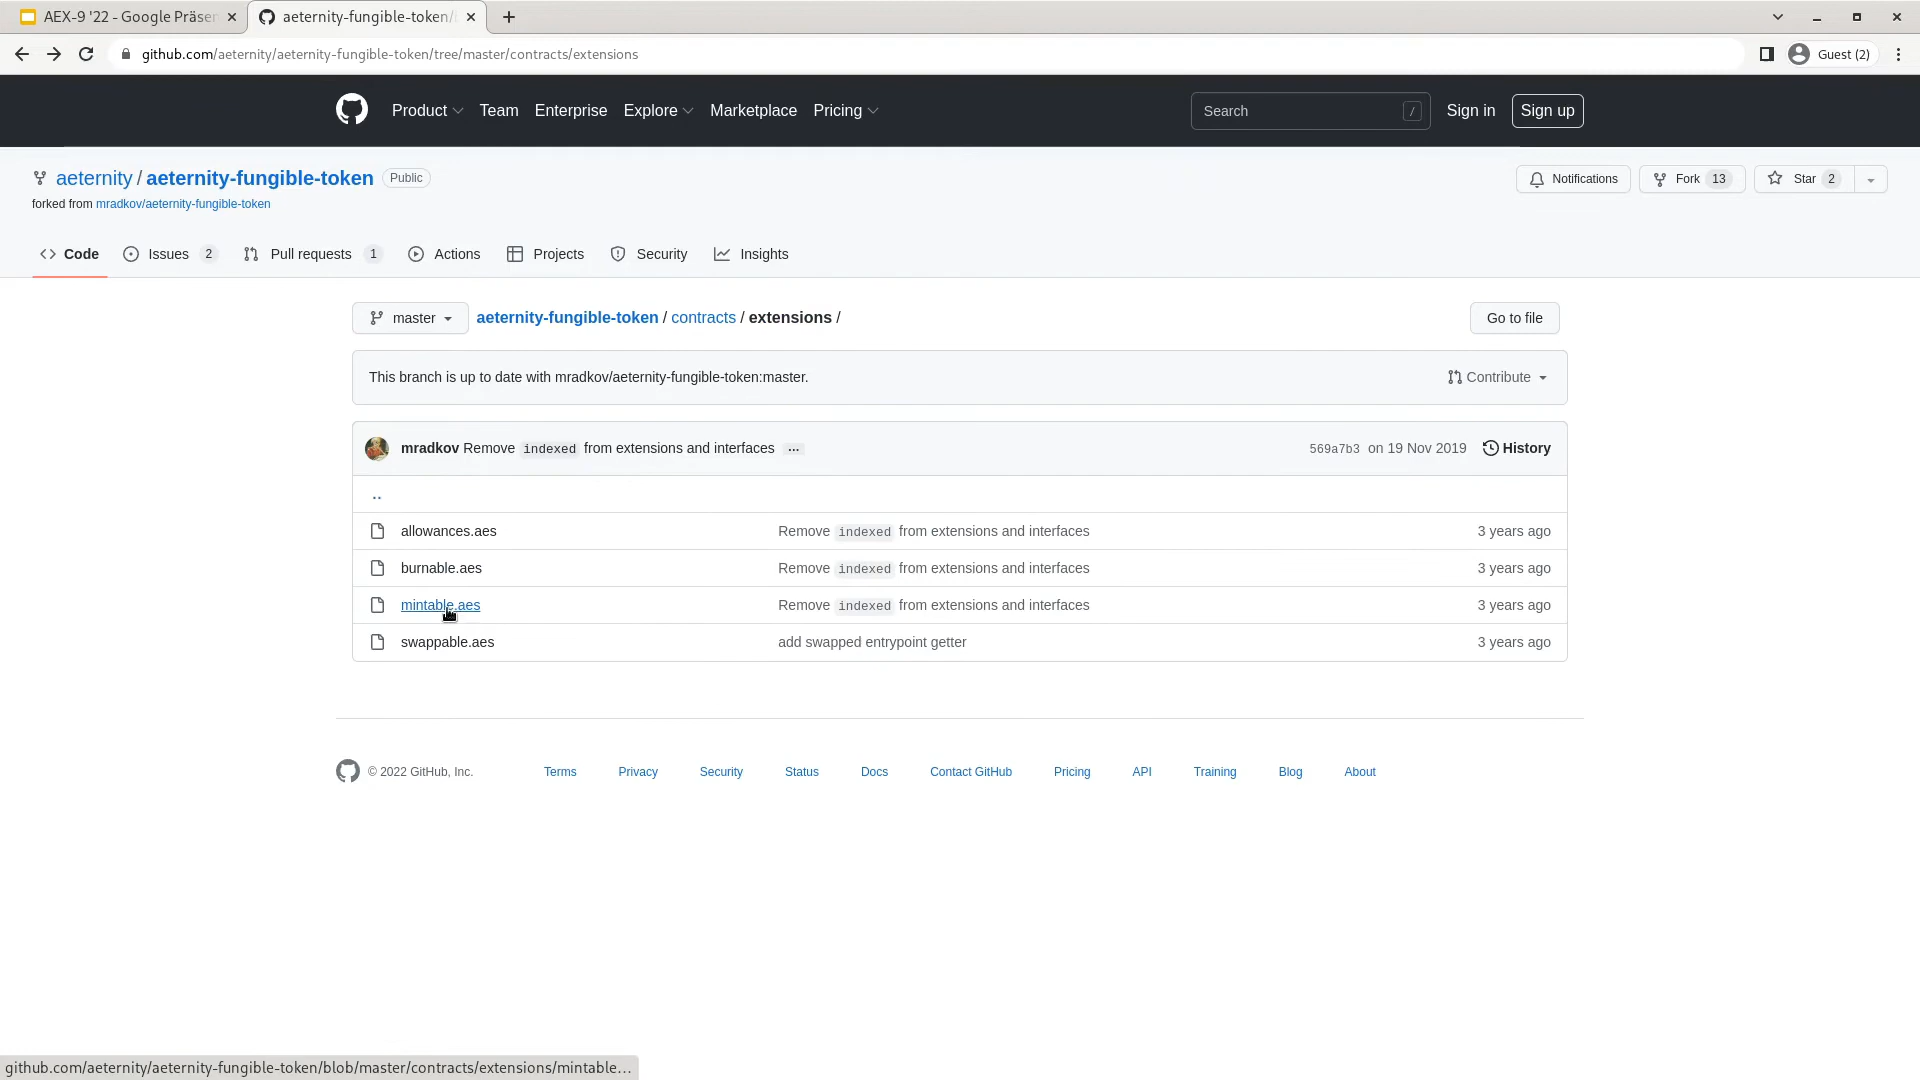 AEX-9 '22 - Google Präsen
aeternity-fungible-token/
github.com/aeternity/aeternity-fungible-token/tree/master/contracts/extensions
Guest (2)
Product Team Enterprise Explore Marketplace Pricing
Search /
Sign in
Sign up
aeternity / aeternity-fungible-token Public
forked from mradkov/aeternity-fungible-token
Notifications
Fork 13
Star 2
Code
Issues 2
Pull requests 1
Actions
Projects
Security
Insights
master
aeternity-fungible-token / contracts / extensions /
Go to file
This branch is up to date with mradkov/aeternity-fungible-token:master.
Contribute
mradkov Remove indexed from extensions and interfaces ...
569a7b3 on 19 Nov 2019 History
..
allowances.aes Remove indexed from extensions and interfaces 3 years ago
burnable.aes Remove indexed from extensions and interfaces 3 years ago
mintable.aes Remove indexed from extensions and interfaces 3 years ago
swappable.aes add swapped entrypoint getter 3 years ago
© 2022 GitHub, Inc. Terms Privacy Security Status Docs Contact GitHub Pricing API Training Blog About
github.com/aeternity/aeternity-fungible-token/blob/master/contracts/extensions/mintable...